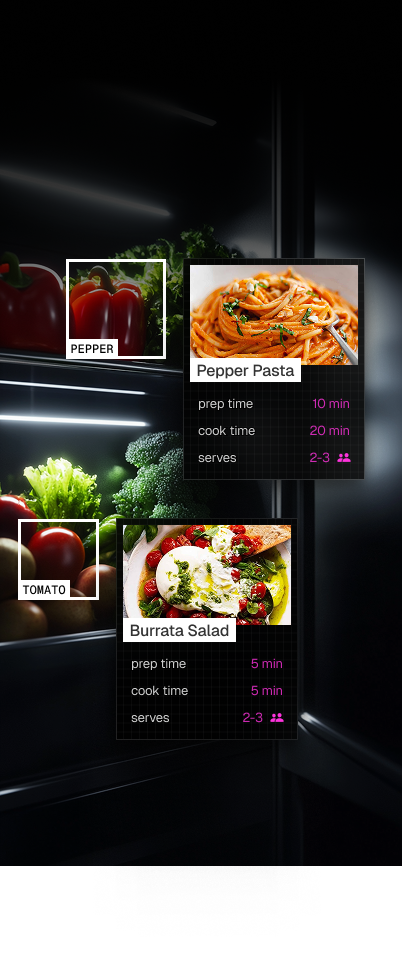 PEPPER
Pepper Pasta
prep time 10 min
cook time 20 min
serves 2-3
TOMATO
Burrata Salad
prep time 5 min
cook time 5 min
serves 2-3